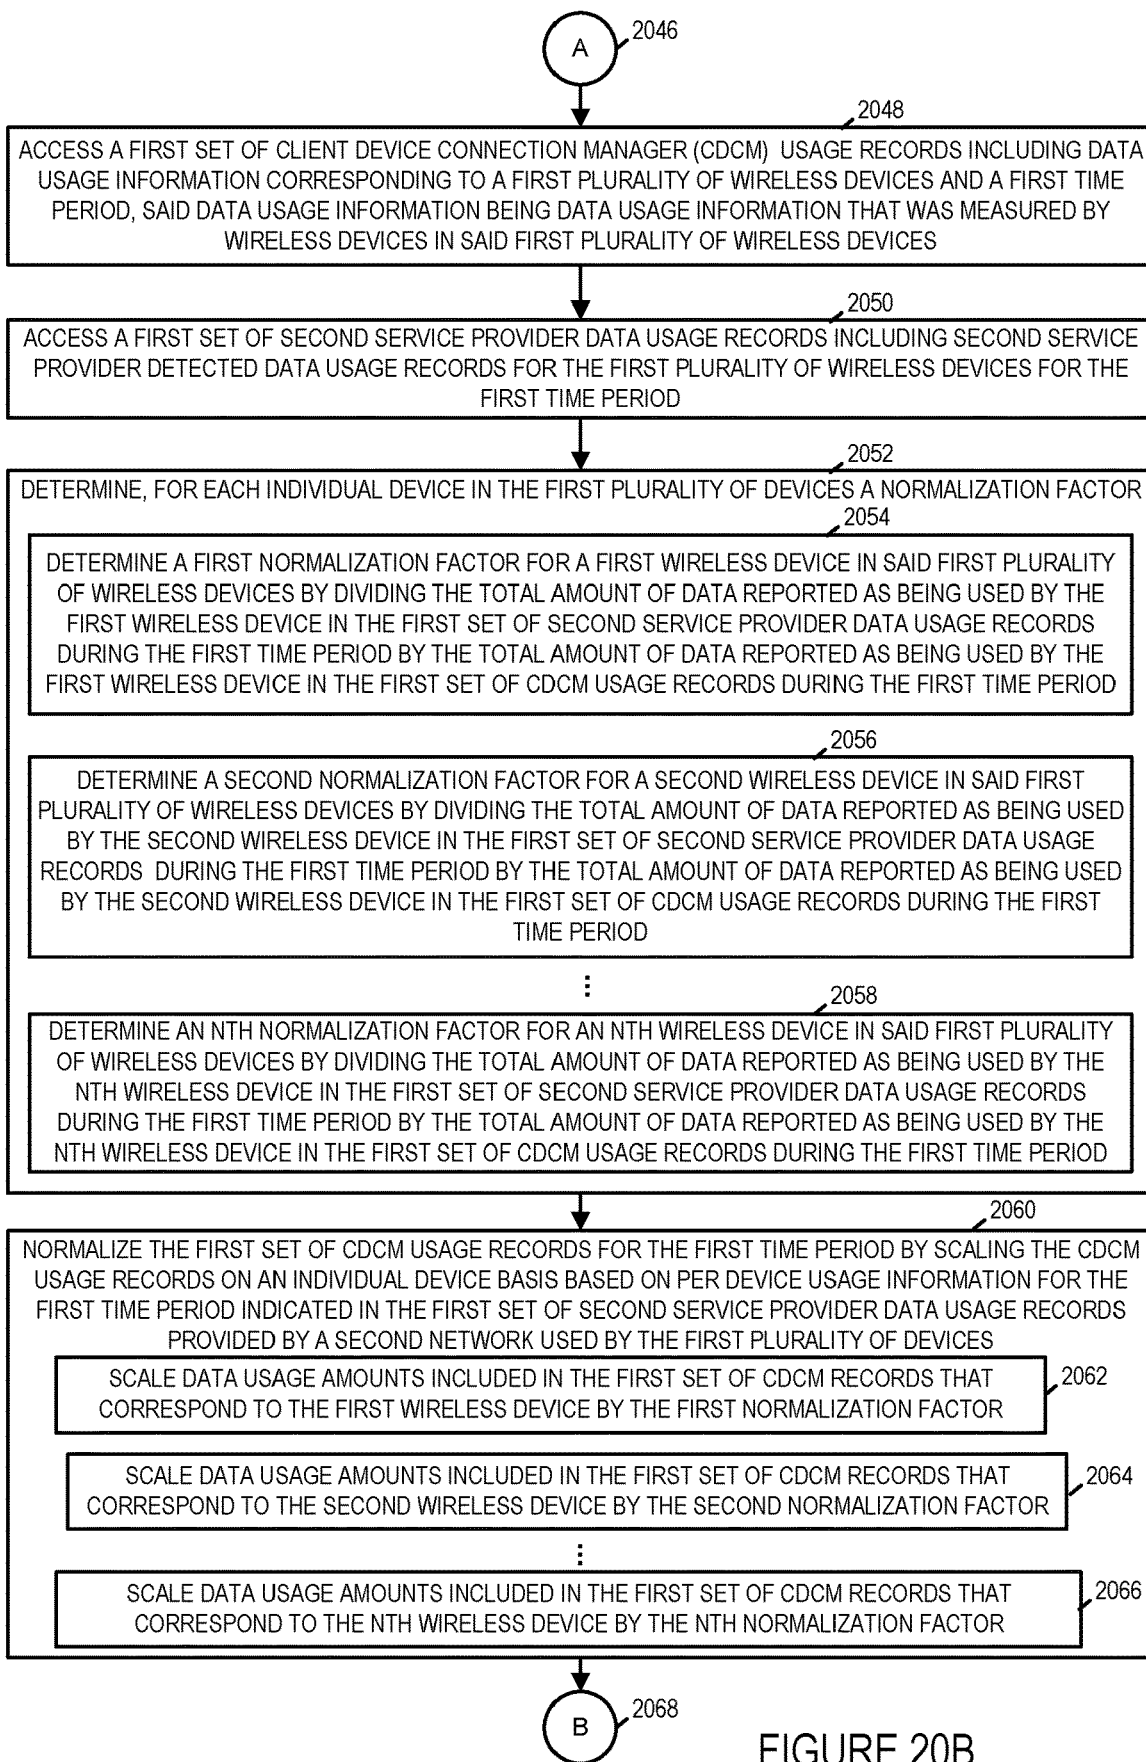 A
2046
2048
ACCESS A FIRST SET OF CLIENT DEVICE CONNECTION MANAGER (CDCM) USAGE RECORDS INCLUDING DATA
USAGE INFORMATION CORRESPONDING TO A FIRST PLURALITY OF WIRELESS DEVICES AND A FIRST TIME
PERIOD, SAID DATA USAGE INFORMATION BEING DATA USAGE INFORMATION THAT WAS MEASURED BY
WIRELESS DEVICES IN SAID FIRST PLURALITY OF WIRELESS DEVICES
2050
ACCESS A FIRST SET OF SECOND SERVICE PROVIDER DATA USAGE RECORDS INCLUDING SECOND SERVICE
PROVIDER DETECTED DATA USAGE RECORDS FOR THE FIRST PLURALITY OF WIRELESS DEVICES FOR THE
FIRST TIME PERIOD
2052
DETERMINE, FOR EACH INDIVIDUAL DEVICE IN THE FIRST PLURALITY OF DEVICES A NORMALIZATION FACTOR
2054
DETERMINE A FIRST NORMALIZATION FACTOR FOR A FIRST WIRELESS DEVICE IN SAID FIRST PLURALITY
OF WIRELESS DEVICES BY DIVIDING THE TOTAL AMOUNT OF DATA REPORTED AS BEING USED BY THE
FIRST WIRELESS DEVICE IN THE FIRST SET OF SECOND SERVICE PROVIDER DATA USAGE RECORDS
DURING THE FIRST TIME PERIOD BY THE TOTAL AMOUNT OF DATA REPORTED AS BEING USED BY THE
FIRST WIRELESS DEVICE IN THE FIRST SET OF CDCM USAGE RECORDS DURING THE FIRST TIME PERIOD
2056
DETERMINE A SECOND NORMALIZATION FACTOR FOR A SECOND WIRELESS DEVICE IN SAID FIRST
PLURALITY OF WIRELESS DEVICES BY DIVIDING THE TOTAL AMOUNT OF DATA REPORTED AS BEING USED
BY THE SECOND WIRELESS DEVICE IN THE FIRST SET OF SECOND SERVICE PROVIDER DATA USAGE
RECORDS DURING THE FIRST TIME PERIOD BY THE TOTAL AMOUNT OF DATA REPORTED AS BEING USED
BY THE SECOND WIRELESS DEVICE IN THE FIRST SET OF CDCM USAGE RECORDS DURING THE FIRST
TIME PERIOD
⋮
2058
DETERMINE AN NTH NORMALIZATION FACTOR FOR AN NTH WIRELESS DEVICE IN SAID FIRST PLURALITY
OF WIRELESS DEVICES BY DIVIDING THE TOTAL AMOUNT OF DATA REPORTED AS BEING USED BY THE
NTH WIRELESS DEVICE IN THE FIRST SET OF SECOND SERVICE PROVIDER DATA USAGE RECORDS
DURING THE FIRST TIME PERIOD BY THE TOTAL AMOUNT OF DATA REPORTED AS BEING USED BY THE
NTH WIRELESS DEVICE IN THE FIRST SET OF CDCM USAGE RECORDS DURING THE FIRST TIME PERIOD
2060
NORMALIZE THE FIRST SET OF CDCM USAGE RECORDS FOR THE FIRST TIME PERIOD BY SCALING THE CDCM
USAGE RECORDS ON AN INDIVIDUAL DEVICE BASIS BASED ON PER DEVICE USAGE INFORMATION FOR THE
FIRST TIME PERIOD INDICATED IN THE FIRST SET OF SECOND SERVICE PROVIDER DATA USAGE RECORDS
PROVIDED BY A SECOND NETWORK USED BY THE FIRST PLURALITY OF DEVICES
SCALE DATA USAGE AMOUNTS INCLUDED IN THE FIRST SET OF CDCM RECORDS THAT
CORRESPOND TO THE FIRST WIRELESS DEVICE BY THE FIRST NORMALIZATION FACTOR
2062
SCALE DATA USAGE AMOUNTS INCLUDED IN THE FIRST SET OF CDCM RECORDS THAT
CORRESPOND TO THE SECOND WIRELESS DEVICE BY THE SECOND NORMALIZATION FACTOR
2064
⋮
SCALE DATA USAGE AMOUNTS INCLUDED IN THE FIRST SET OF CDCM RECORDS THAT
CORRESPOND TO THE NTH WIRELESS DEVICE BY THE NTH NORMALIZATION FACTOR
2066
B
2068
FIGURE 20B